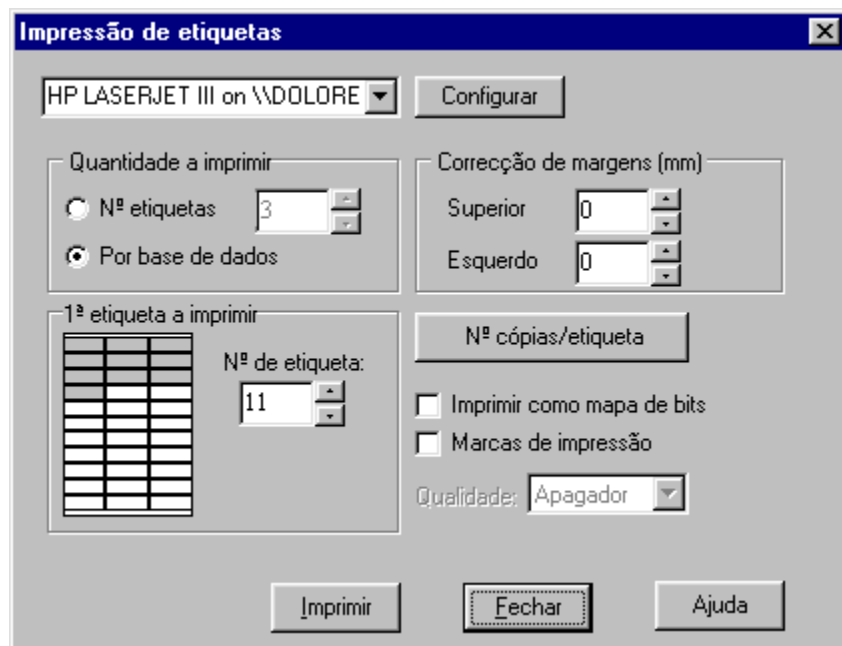 Impressão de etiquetas
HP LASERJET III on \\DOLORE
Configurar
Quantidade a imprimir
Nº etiquetas
3
Por base de dados
Correcção de margens (mm)
Superior
0
Esquerdo
0
1ª etiqueta a imprimir
Nº de etiqueta:
11
Nº cópias/etiqueta
Imprimir como mapa de bits
Marcas de impressão
Qualidade:
Apagador
Imprimir
Fechar
Ajuda